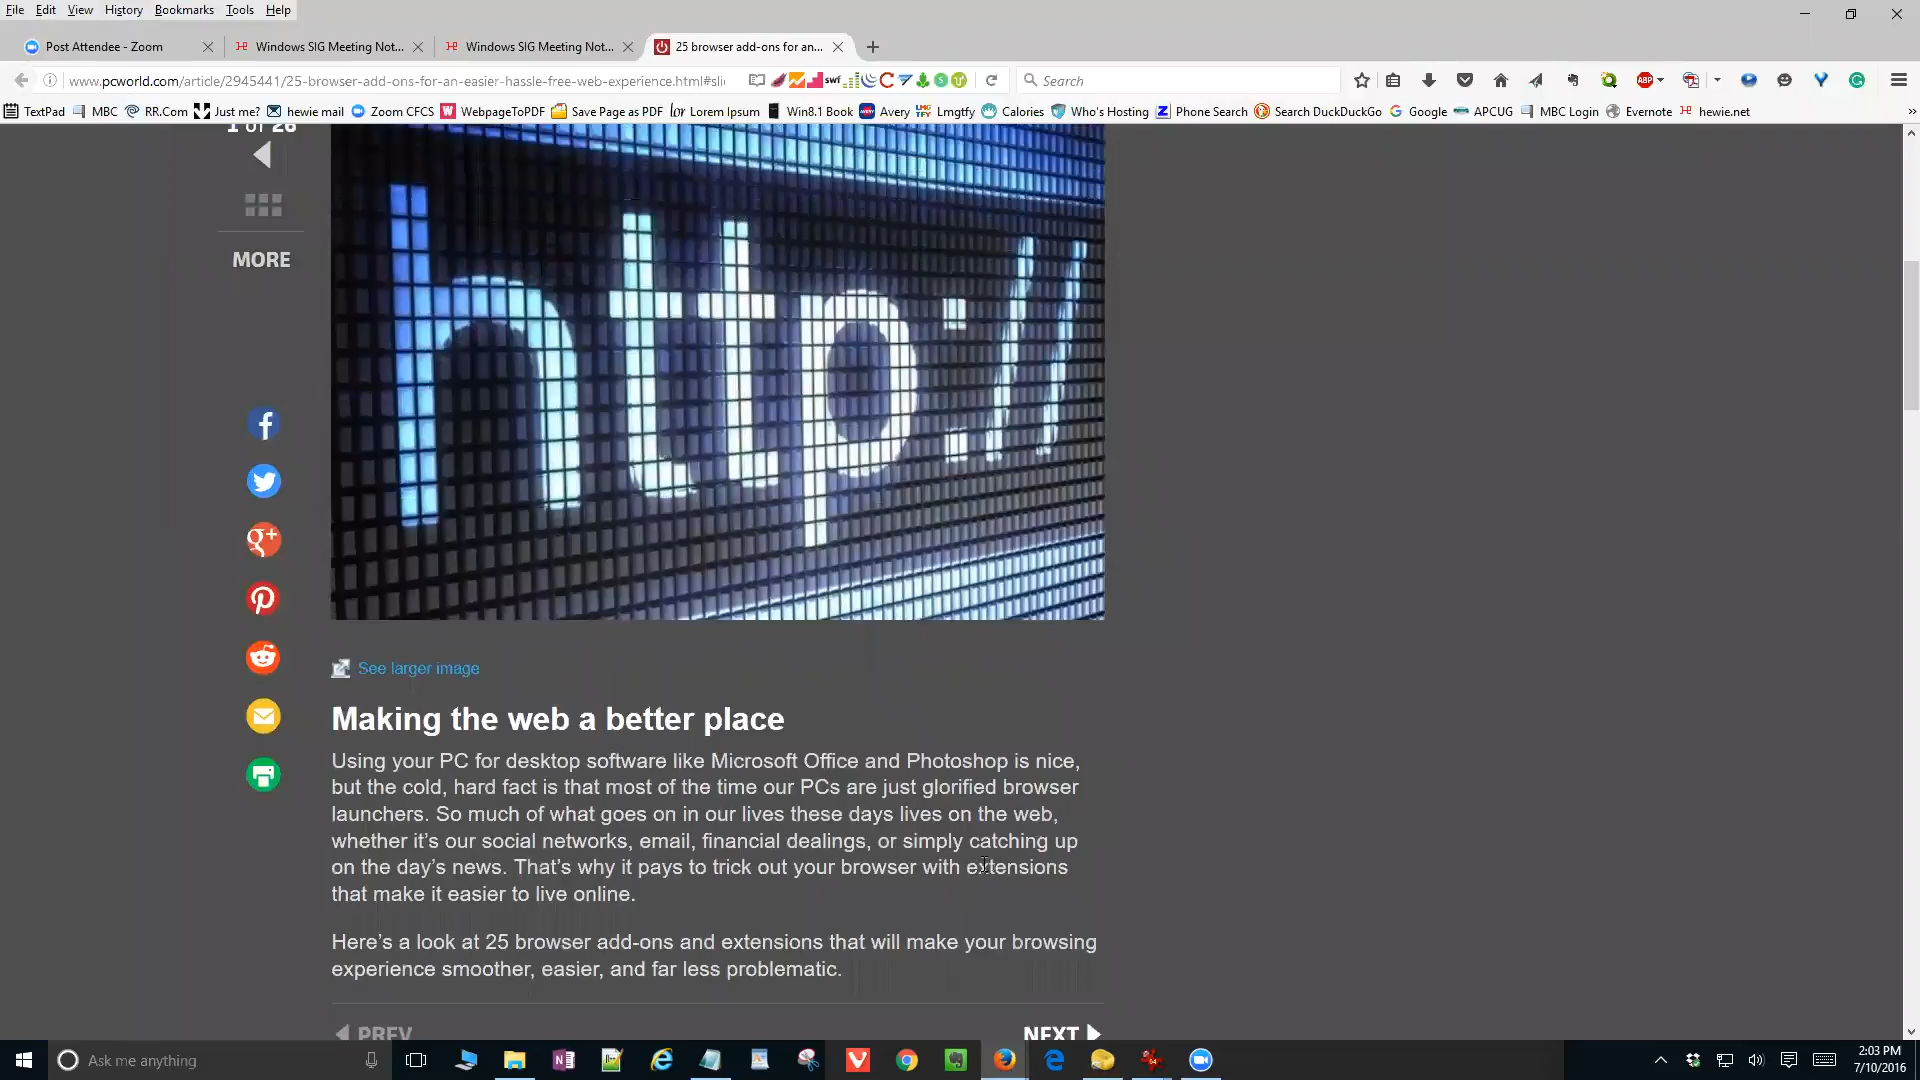 File Edit View History Bookmarks Tools Help
Post Attendee - Zoom
Windows SIG Meeting Not...
Windows SIG Meeting Not...
25 browser add-ons for an...
www.pcworld.com/article/2945441/25-browser-add-ons-for-an-easier-hassle-free-web-experience.html#slic
swf
Search
ABP
TextPad MBC RR.Com Just me? hewie mail Zoom CFCS WebpageToPDF Save Page as PDF Lorem Ipsum Win8.1 Book Avery Lmgtfy Calories Who's Hosting Phone Search Search DuckDuckGo Google APCUG MBC Login Evernote hewie.net
1 of 26
MORE
http://
See larger image
Making the web a better place
Using your PC for desktop software like Microsoft Office and Photoshop is nice,
but the cold, hard fact is that most of the time our PCs are just glorified browser
launchers. So much of what goes on in our lives these days lives on the web,
whether it's our social networks, email, financial dealings, or simply catching up
on the day's news. That's why it pays to trick out your browser with extensions
that make it easier to live online.
Here's a look at 25 browser add-ons and extensions that will make your browsing
experience smoother, easier, and far less problematic.
PREV
NEXT
Ask me anything
2:03 PM
7/10/2016